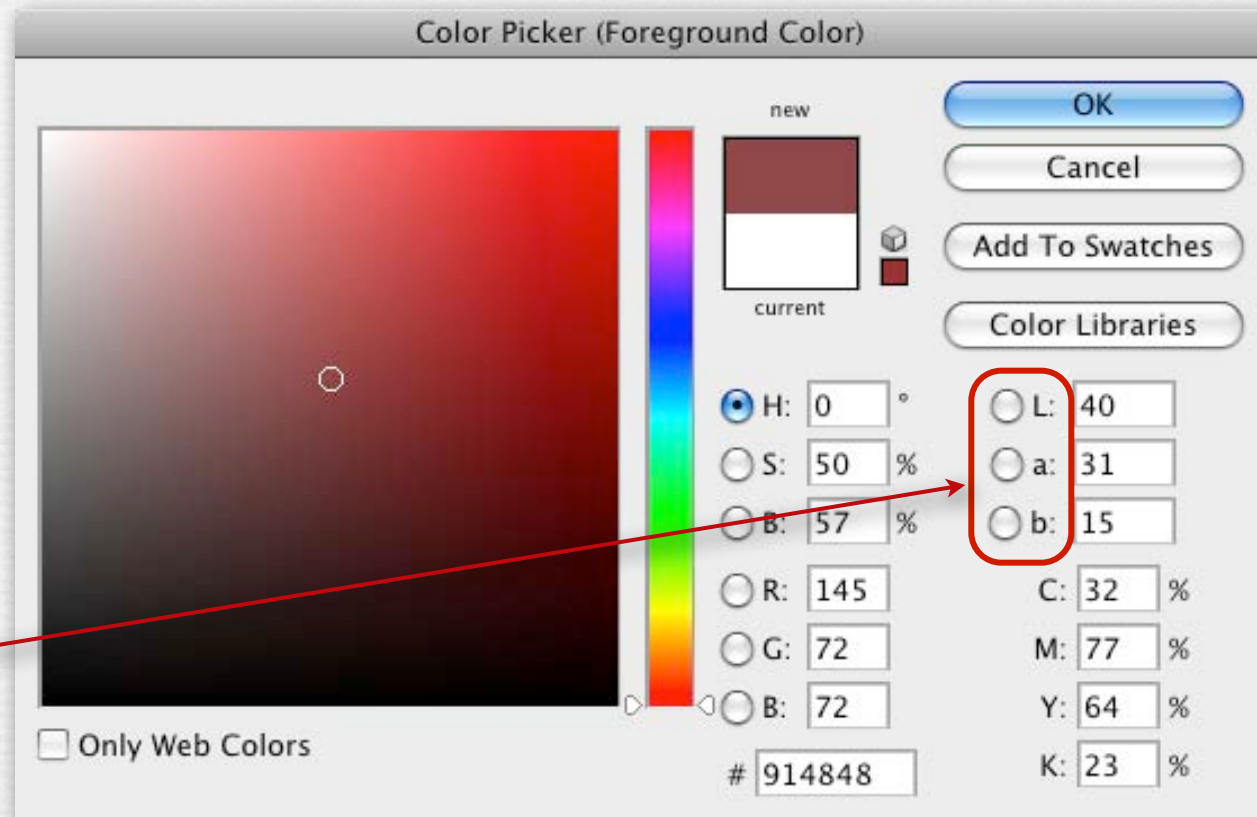 Color Picker (Foreground Color)
new
current
OK
Cancel
Add To Swatches
Color Libraries
H: 0 °
S: 50 %
B: 57 %
R: 145
G: 72
B: 72
# 914848
L: 40
a: 31
b: 15
C: 32 %
M: 77 %
Y: 64 %
K: 23 %
Only Web Colors